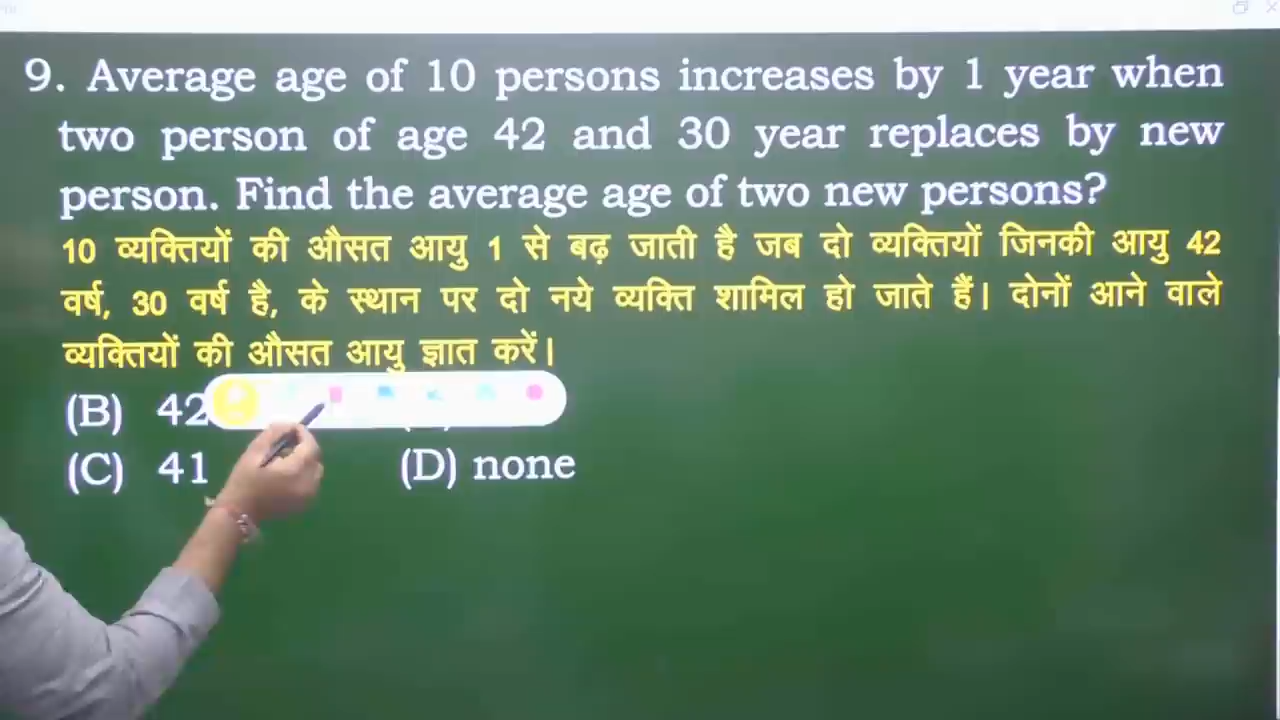 9. Average age of 10 persons increases by 1 year when
two person of age 42 and 30 year replaces by new
person. Find the average age of two new persons?
10 व्यक्तियों की औसत आयु 1 से बढ़ जाती है जब दो व्यक्तियों जिनकी आयु 42
वर्ष, 30 वर्ष है, के स्थान पर दो नये व्यक्ति शामिल हो जाते हैं। दोनों आने वाले
व्यक्तियों की औसत आयु ज्ञात करें।
(B) 42
(C) 41 (D) none